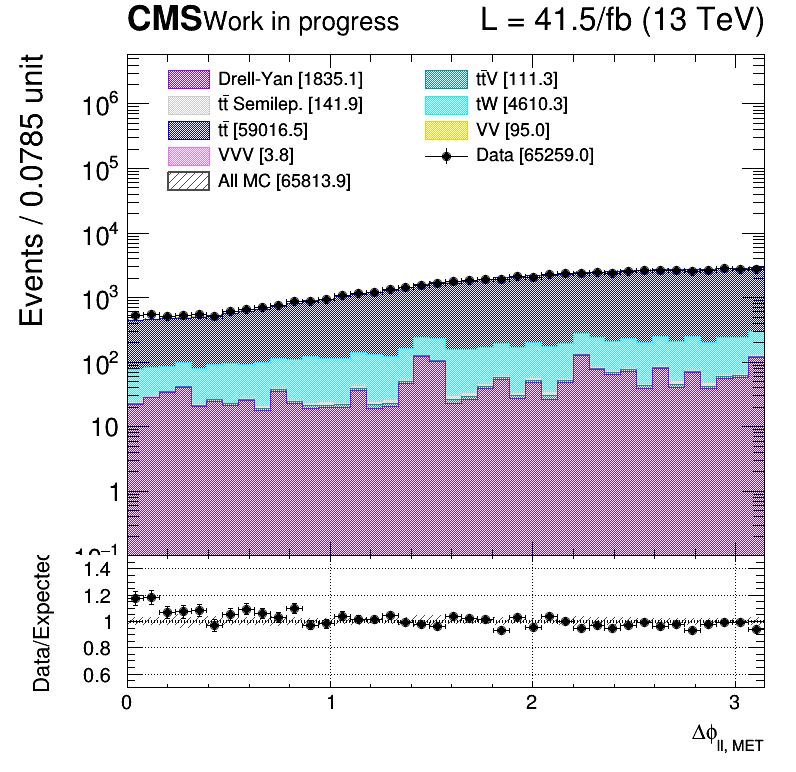 CMS Work in progress L = 41.5/fb (13 TeV)
Events / 0.0785 unit
Drell-Yan [1835.1]
tt̄ Semilep. [141.9]
tt̄ [59016.5]
VVV [3.8]
All MC [65813.9]
tt̄V [111.3]
tW [4610.3]
VV [95.0]
Data [65259.0]
10⁶
10⁵
10⁴
10³
10²
10
1
10⁻¹
Data/Expected
1.4
1.2
1
0.8
0.6
0 1 2 3
Δϕ_ll, MET